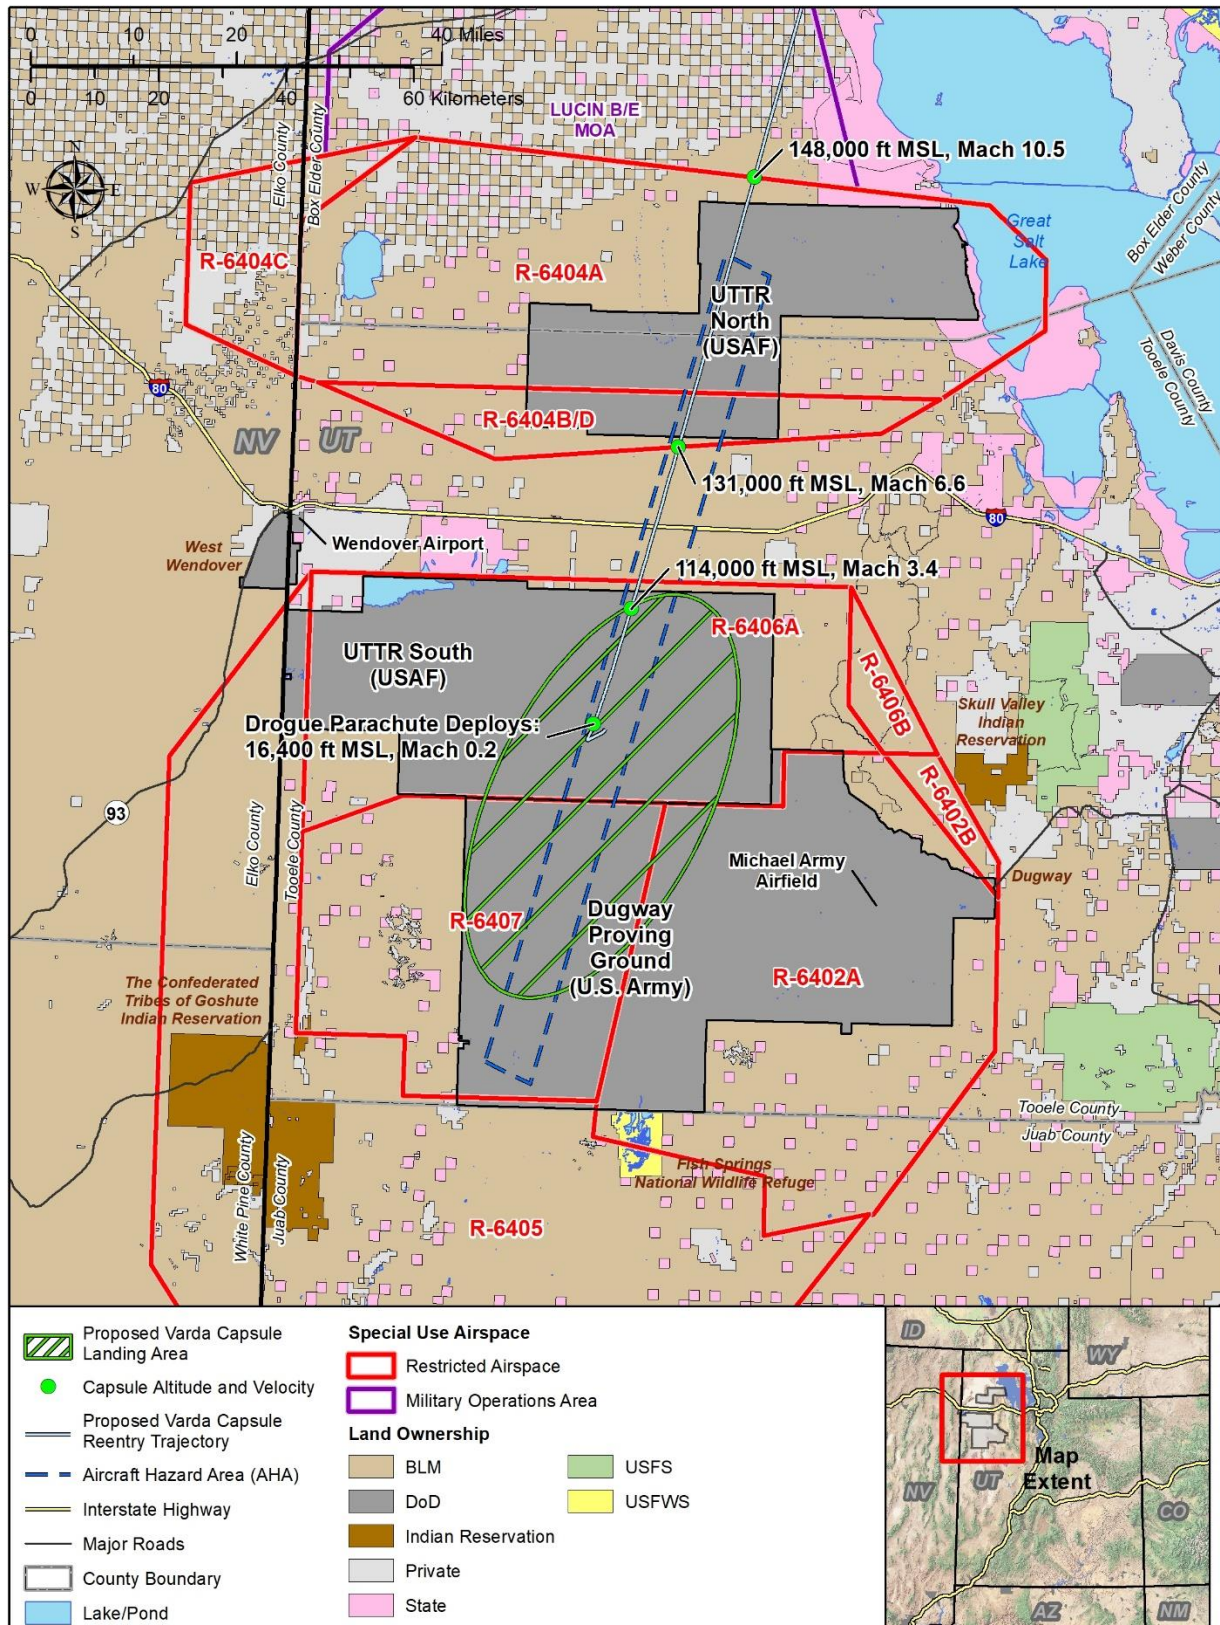 0 10 20 40 Miles
0 10 20 40 60 Kilometers
N
W E
S
Elko County
Box Elder County
LUCIN B/E
MOA
148,000 ft MSL, Mach 10.5
Great
Salt
Lake
Box Elder County
Weber County
R-6404C
R-6404A
UTTR
North
(USAF)
Davis County
Tooele County
80
R-6404B/D
NV UT
131,000 ft MSL, Mach 6.6
80
West
Wendover
Wendover Airport
114,000 ft MSL, Mach 3.4
R-6406A
UTTR South
(USAF)
R-6406B
Skull Valley
Indian
Reservation
Drogue Parachute Deploys:
16,400 ft MSL, Mach 0.2
R-6402B
93
Elko County
Tooele County
Michael Army
Airfield
Dugway
R-6407
Dugway
Proving
Ground
(U.S. Army)
R-6402A
The Confederated
Tribes of Goshute
Indian Reservation
Tooele County
Juab County
White Pine County
Juab County
Fish Springs
National Wildlife Refuge
R-6405
Proposed Varda Capsule
Landing Area
Capsule Altitude and Velocity
Proposed Varda Capsule
Reentry Trajectory
Aircraft Hazard Area (AHA)
Interstate Highway
Major Roads
County Boundary
Lake/Pond
Special Use Airspace
Restricted Airspace
Military Operations Area
Land Ownership
BLM
DoD
Indian Reservation
Private
State
USFS
USFWS
ID
WY
Map
Extent
NV
UT
CO
AZ
NM